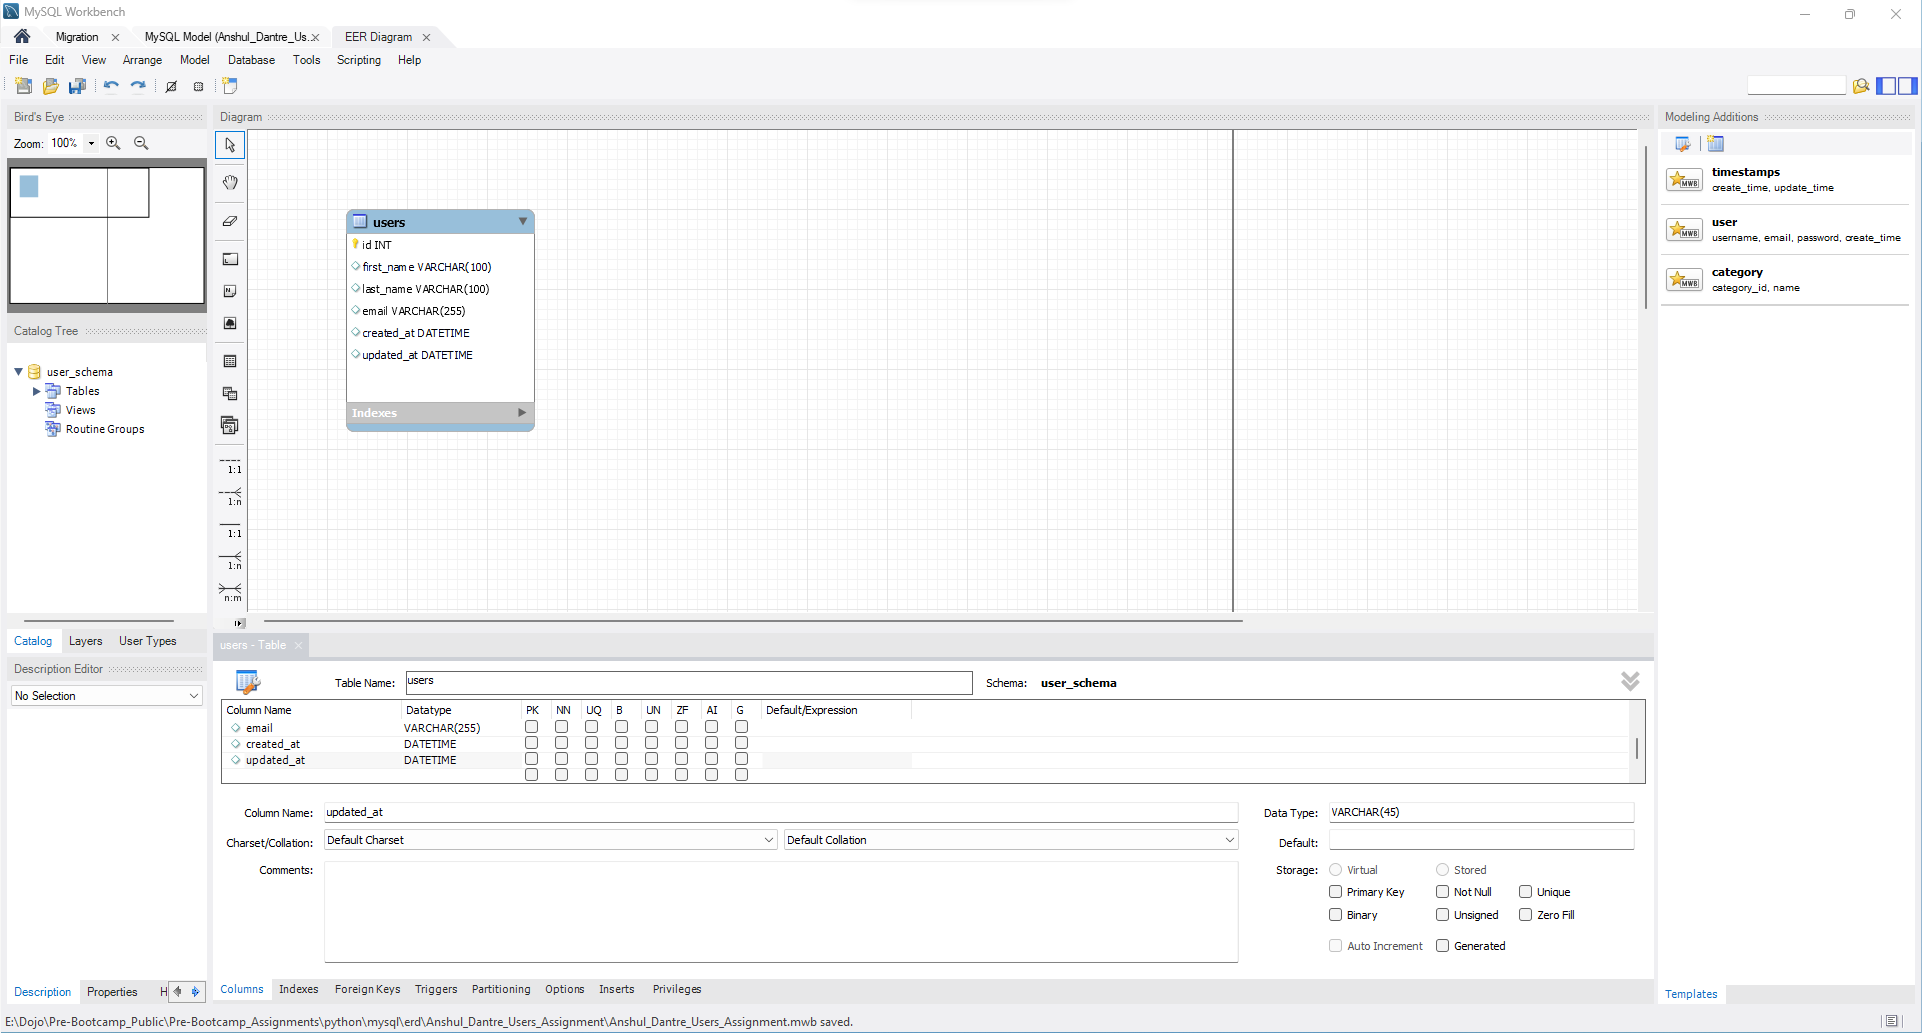 MySQL Workbench
Migration
MySQL Model (Anshul_Dantre_Us..
EER Diagram
File Edit View Arrange Model Database Tools Scripting Help
Bird's Eye
Zoom: 100%
Catalog Tree
user_schema
Tables
Views
Routine Groups
Catalog Layers User Types
Description Editor
No Selection
Description Properties H
Diagram
1:1
1:n
1:1
1:n
n:m
users
id INT
first_name VARCHAR(100)
last_name VARCHAR(100)
email VARCHAR(255)
created_at DATETIME
updated_at DATETIME
Indexes
Modeling Additions
timestamps
create_time, update_time
user
username, email, password, create_time
category
category_id, name
MWB
MWB
MWB
Templates
users - Table
Table Name: users Schema: user_schema
Column Name Datatype PK NN UQ B UN ZF AI G Default/Expression
email VARCHAR(255)
created_at DATETIME
updated_at DATETIME
Column Name: updated_at Data Type: VARCHAR(45)
Charset/Collation: Default Charset Default Collation Default:
Comments: Storage: Virtual Stored
Primary Key Not Null Unique
Binary Unsigned Zero Fill
Auto Increment Generated
Columns Indexes Foreign Keys Triggers Partitioning Options Inserts Privileges
E:\Dojo\Pre-Bootcamp_Public\Pre-Bootcamp_Assignments\python\mysql\erd\Anshul_Dantre_Users_Assignment\Anshul_Dantre_Users_Assignment.mwb saved.